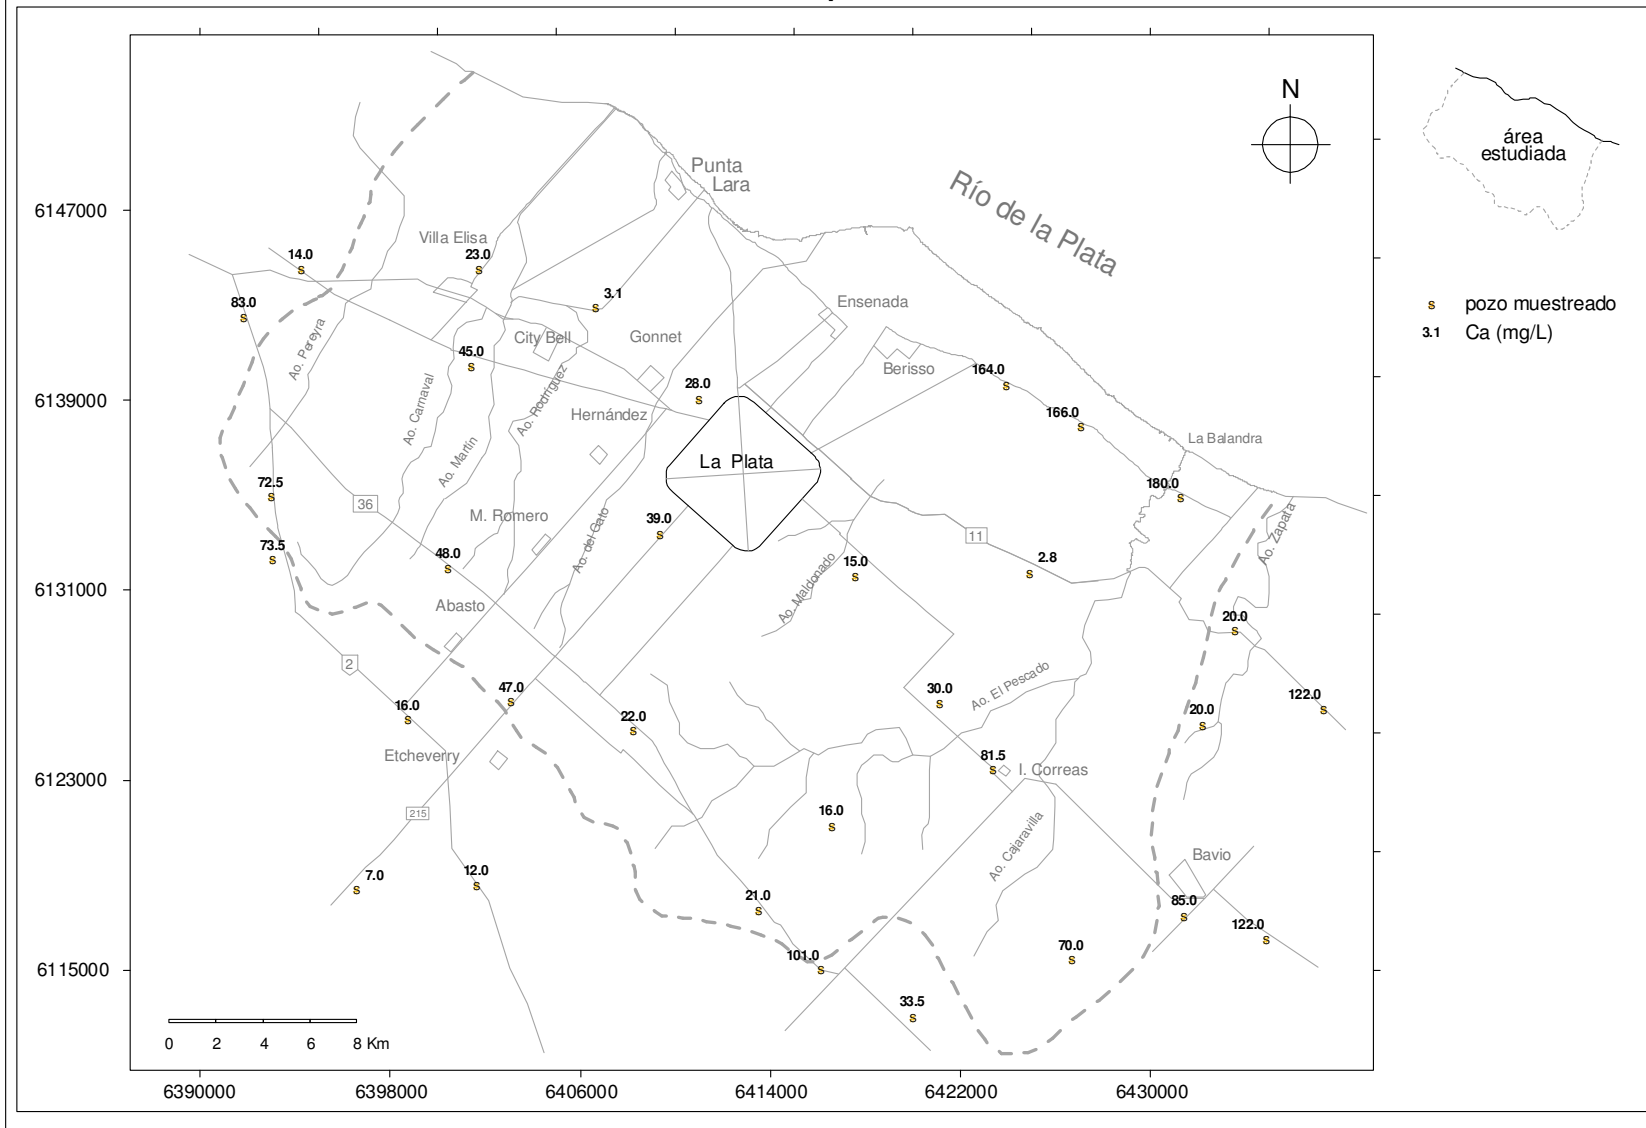 N
Punta
Lara
Río de la Plata
área
estudiada
6147000
Villa Elisa
14.0
23.0
83.0
3.1
Ensenada
s pozo muestreado
3.1 Ca (mg/L)
City Bell
Gonnet
Ao. Pereyra
45.0
Berisso
164.0
28.0
6139000
Ao. Carnaval
Ao. Rodríguez
Hernández
166.0
La Balandra
Ao. Martín
La Plata
72.5
180.0
36
M. Romero
39.0
Ao. del Gato
11
Ao. Zapata
73.5
48.0
15.0
2.8
6131000
Abasto
Ao. Maldonado
20.0
2
Ao. El Pescado
47.0
30.0
122.0
16.0
22.0
20.0
Etcheverry
81.5
I. Correas
6123000
215
16.0
Ao. Cajaravilla
Bavio
7.0
12.0
21.0
85.0
122.0
70.0
101.0
6115000
33.5
0 2 4 6 8 Km
6390000 6398000 6406000 6414000 6422000 6430000